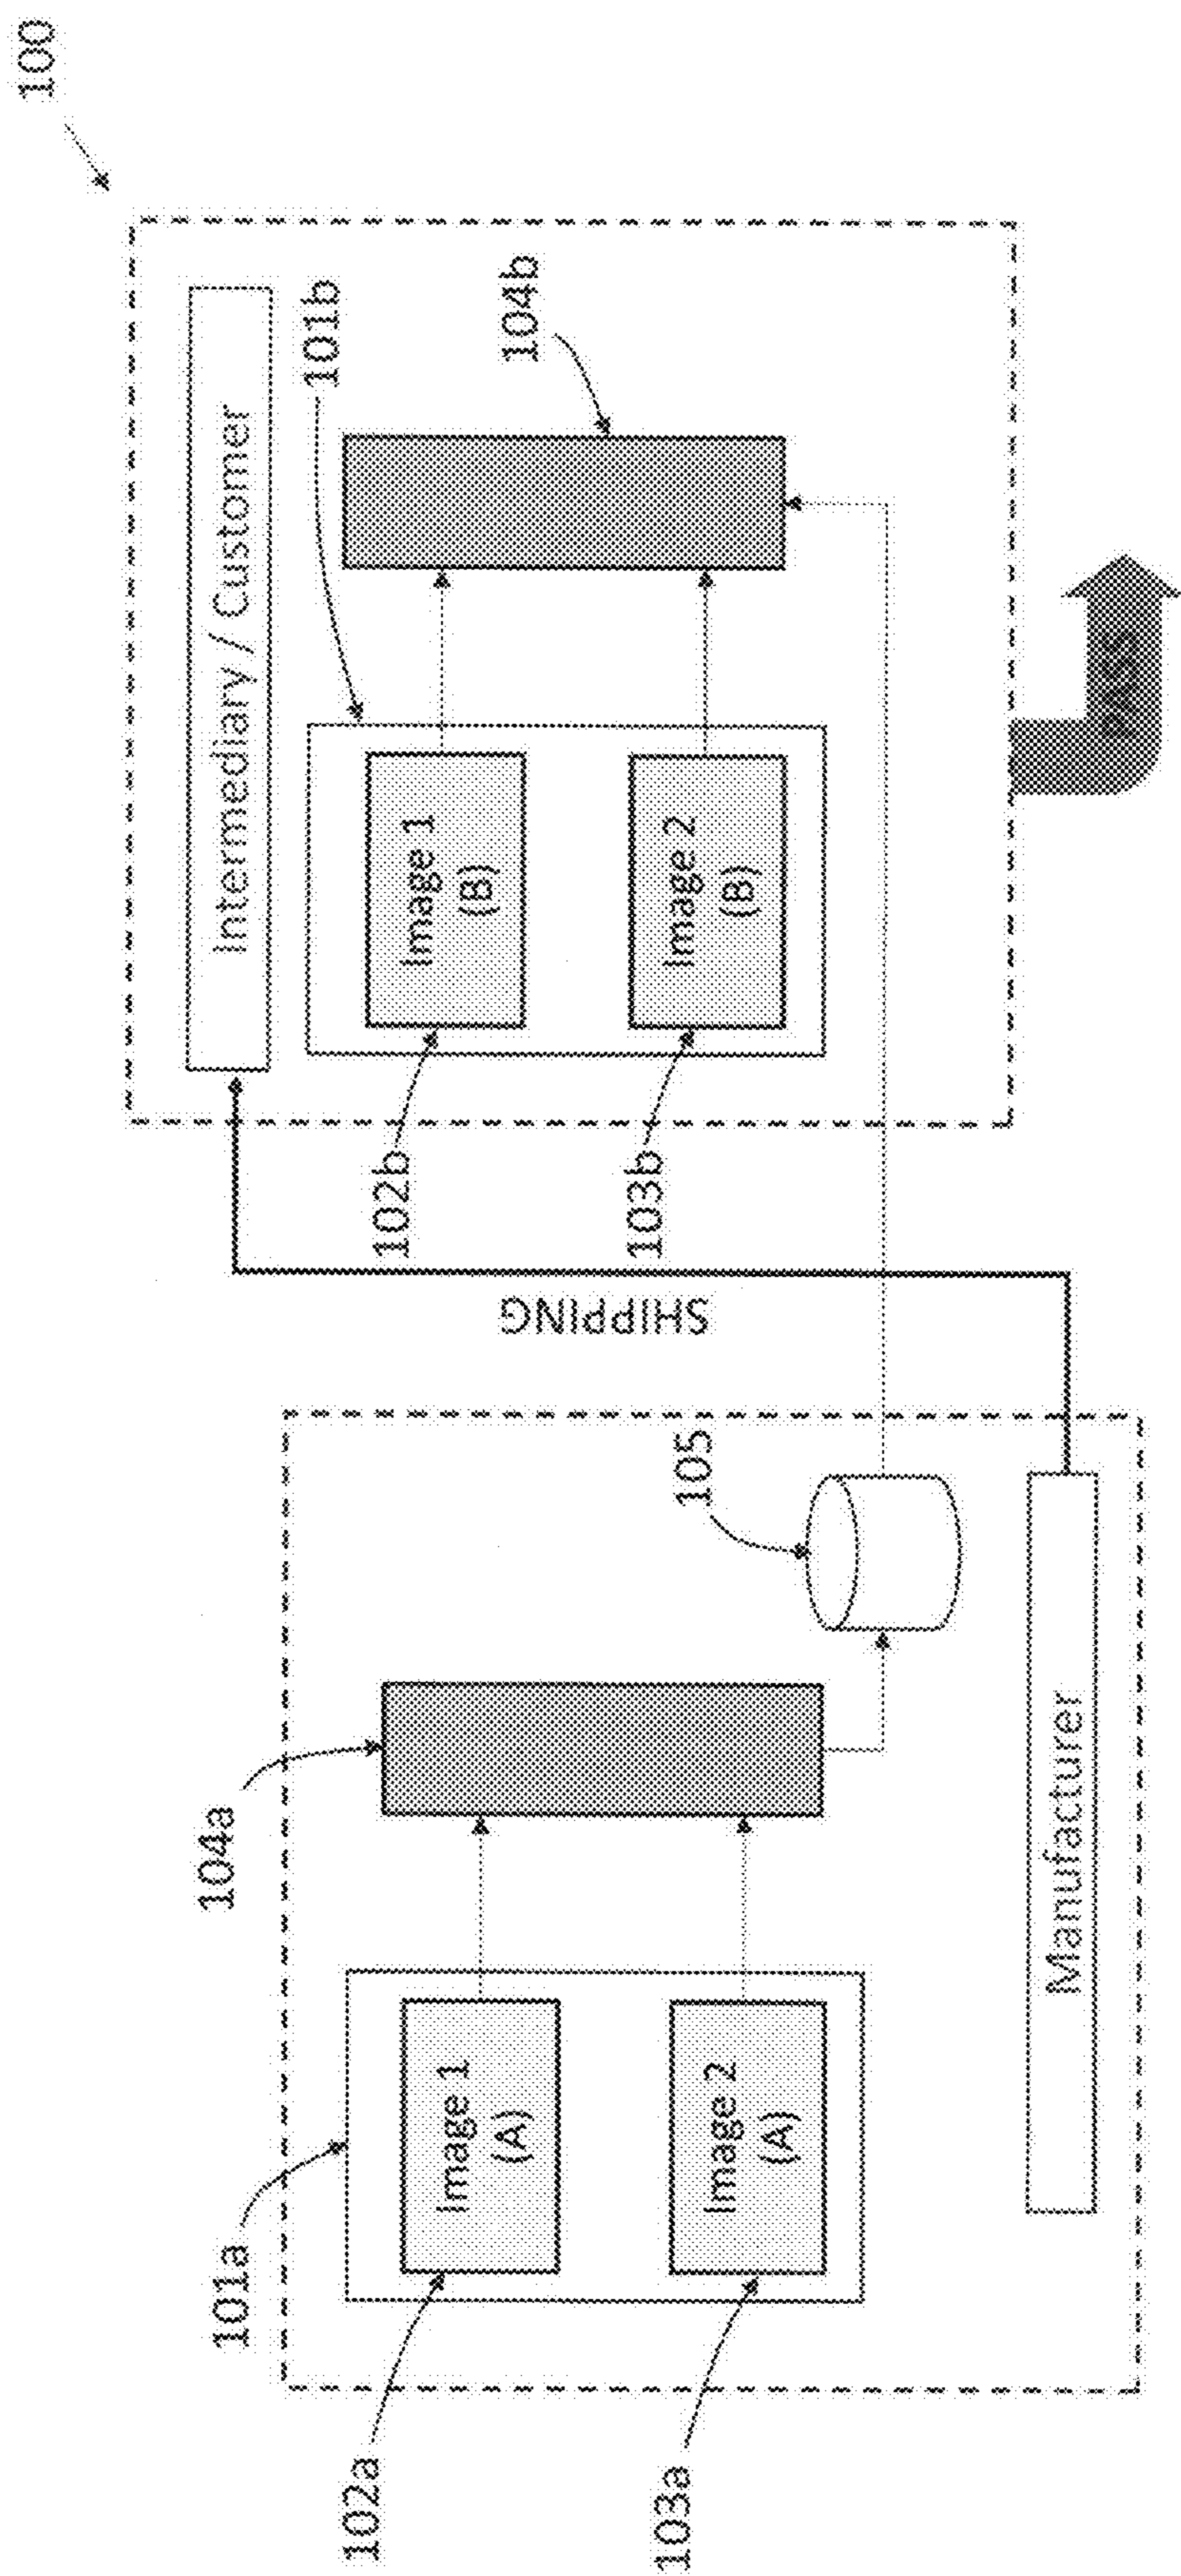 100
Intermediary / Customer
101b
104b
Image 1
(B)
Image 2
(B)
102b
103b
SHIPPING
105
104a
101a
Image 1
(A)
Image 2
(A)
102a
103a
Manufacturer